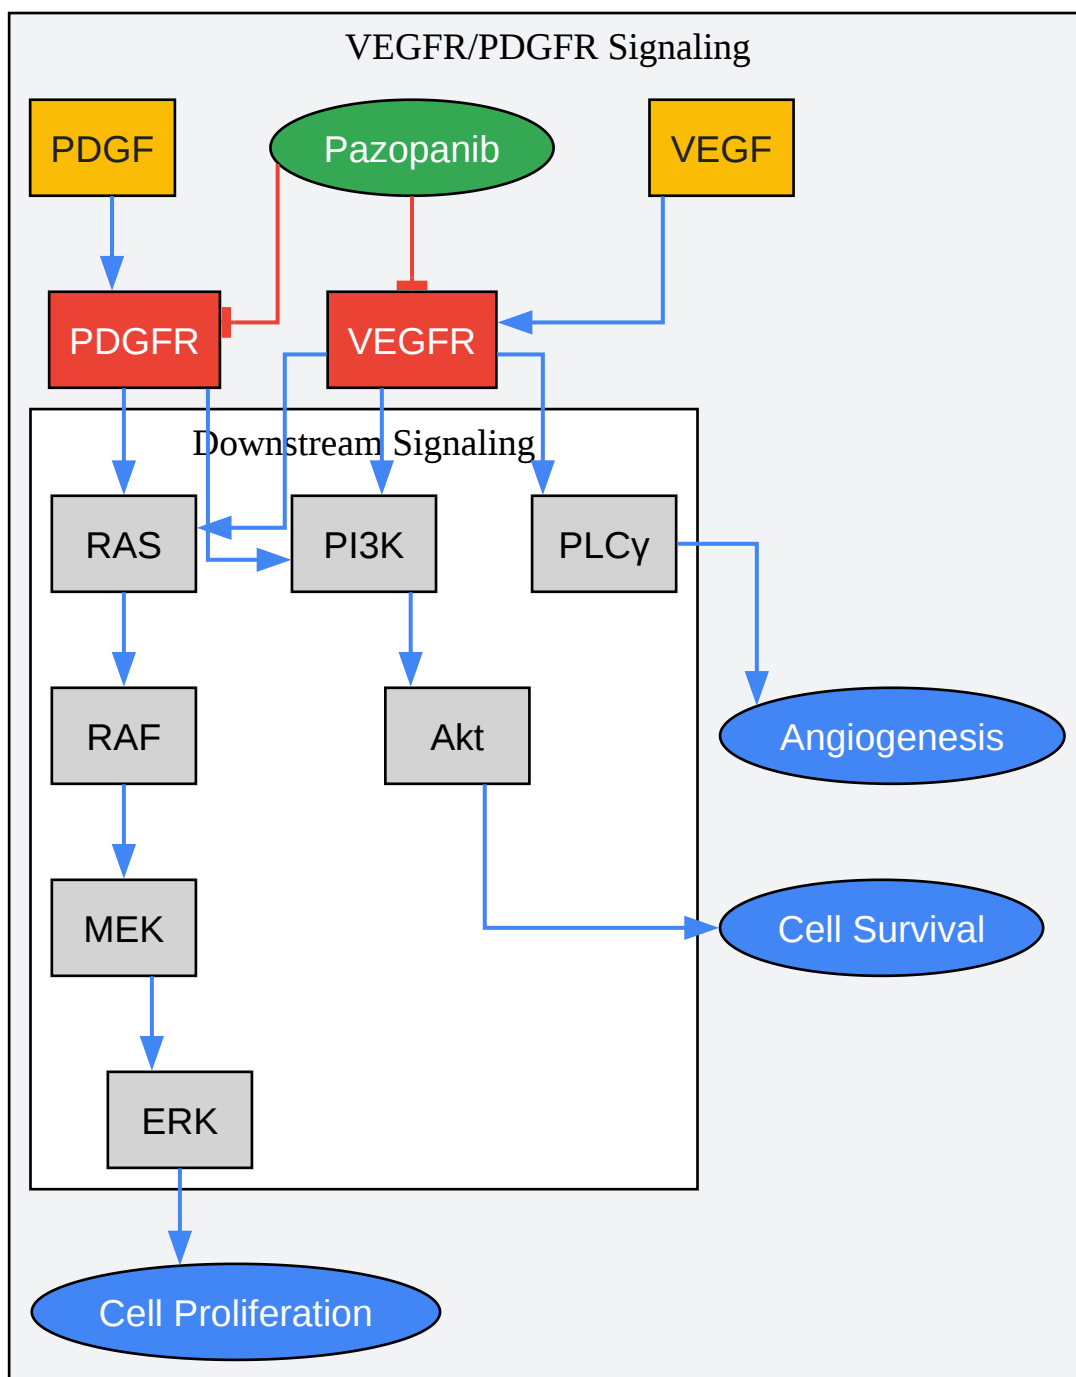 VEGFR/PDGFR Signaling
PDGF
Pazopanib
VEGF
PDGFR
VEGFR
Downstream Signaling
RAS
PI3K
PLCγ
RAF
Akt
Angiogenesis
MEK
Cell Survival
ERK
Cell Proliferation